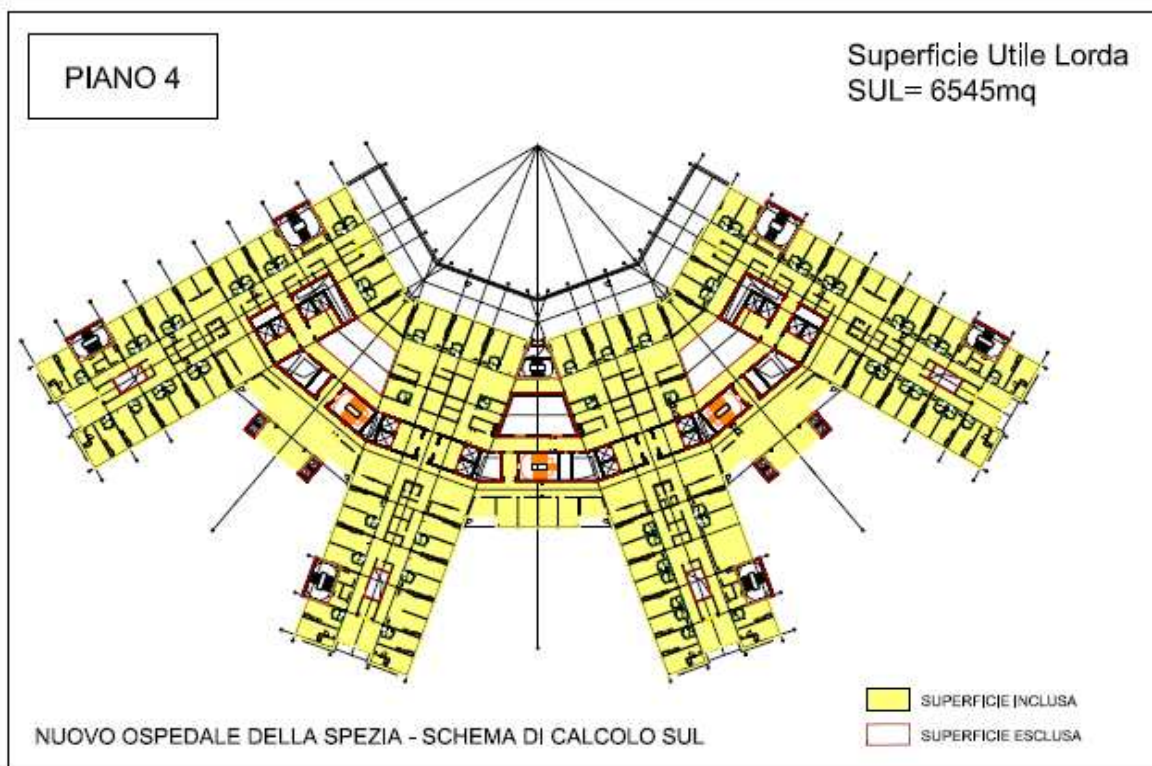 PIANO 4
Superficie Utile Lorda
SUL= 6545mq
SUPERFICIE INCLUSA
SUPERFICIE ESCLUSA
NUOVO OSPEDALE DELLA SPEZIA - SCHEMA DI CALCOLO SUL